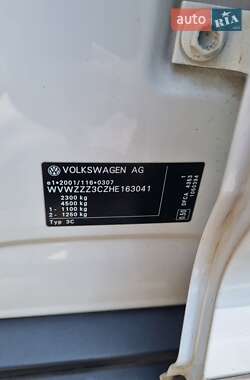 auto
RIA
VOLKSWAGEN AG
e1*2001/116*0307
WVWZZZ3CZHE163041
2300 kg
4500 kg
1 - 1100 kg
2 - 1250 kg
Typ 3C